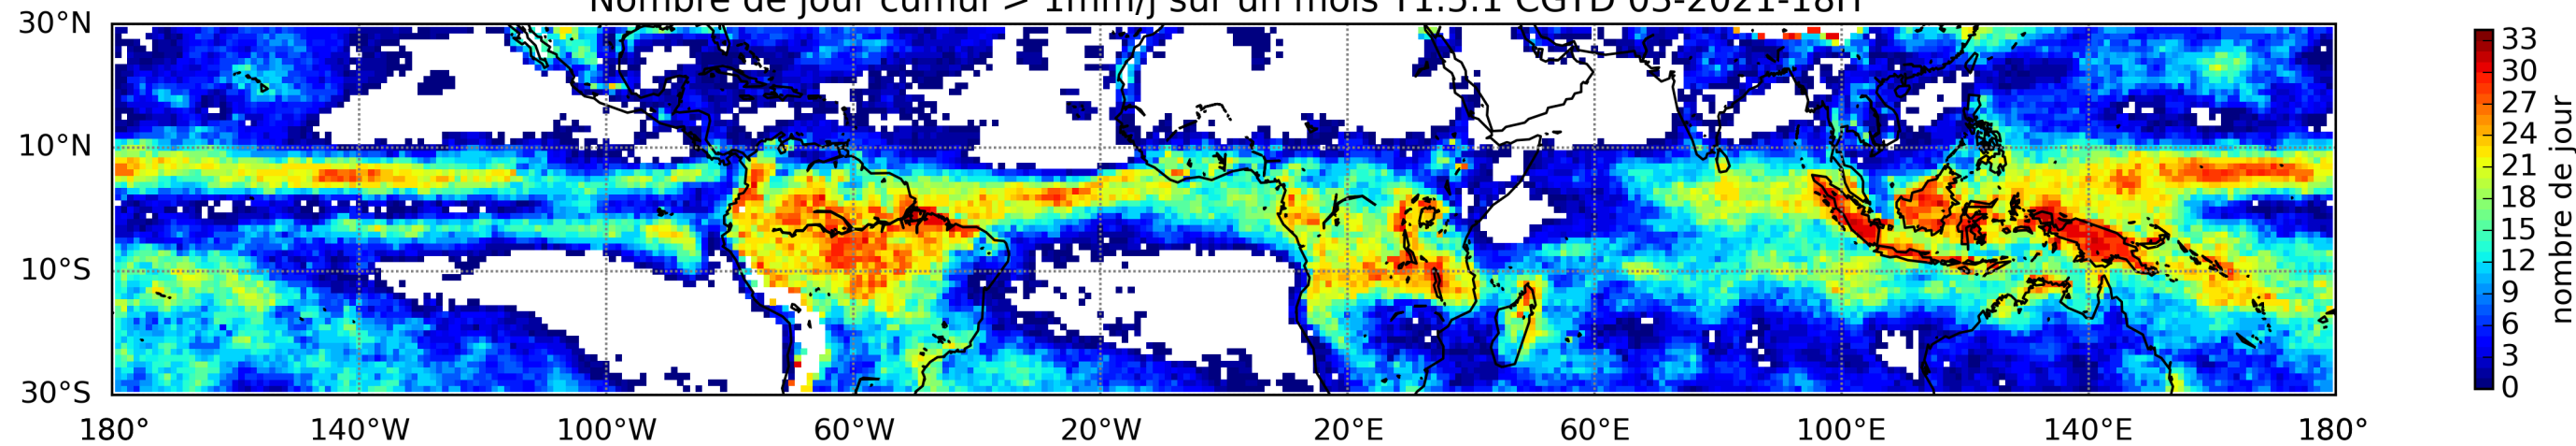 Nombre de jour cumul > 1mm/j sur un mois T1.5.1 CGTD 03-2021-18H
30°N
10°N
10°S
30°S
180° 140°W 100°W 60°W 20°W 20°E 60°E 100°E 140°E 180°
33
30
27
24
21
18
15
12
9
6
3
0
nombre de jour